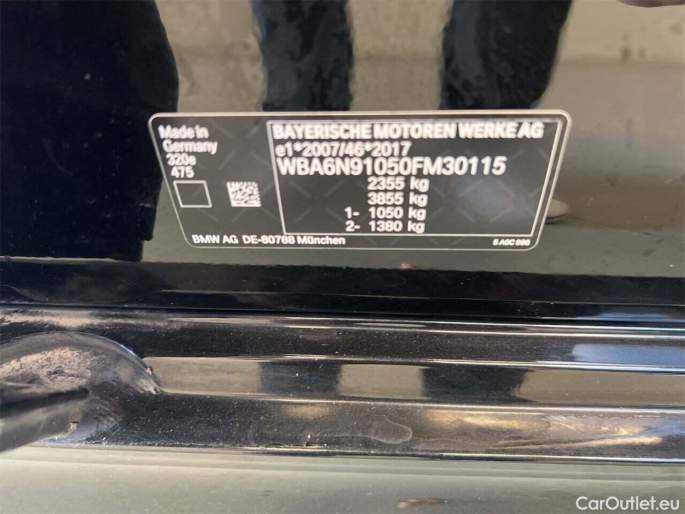 Made in
Germany
320e
475
BAYERISCHE MOTOREN WERKE AG
e1*2007/46*2017
WBA6N91050FM30115
2355 kg
3855 kg
1- 1050 kg
2- 1380 kg
BMW AG DE-80788 München
CarOutlet.eu